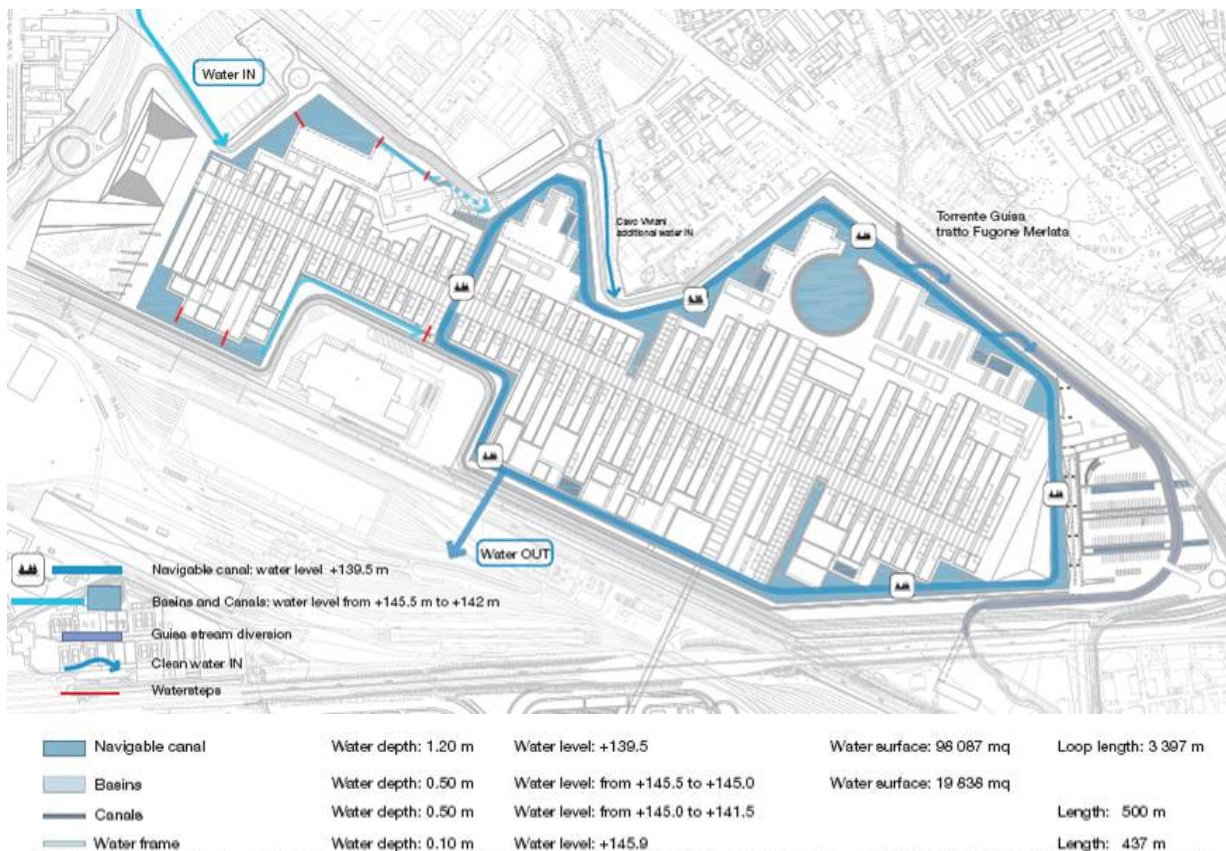 Water IN
Cavo Viviani
additional water IN
Torrente Guisa
tratto Fugone Merlata
COMUNE DI
Water OUT
Navigable canal: water level +139.5 m
Basins and Canals: water level from +145.5 m to +142 m
Guisa stream diversion
Clean water IN
Watersteps
Navigable canal Water depth: 1.20 m Water level: +139.5 Water surface: 98 087 mq Loop length: 3 397 m
Basins Water depth: 0.50 m Water level: from +145.5 to +145.0 Water surface: 19 838 mq
Canals Water depth: 0.50 m Water level: from +145.0 to +141.5 Length: 500 m
Water frame Water depth: 0.10 m Water level: +145.9 Length: 437 m